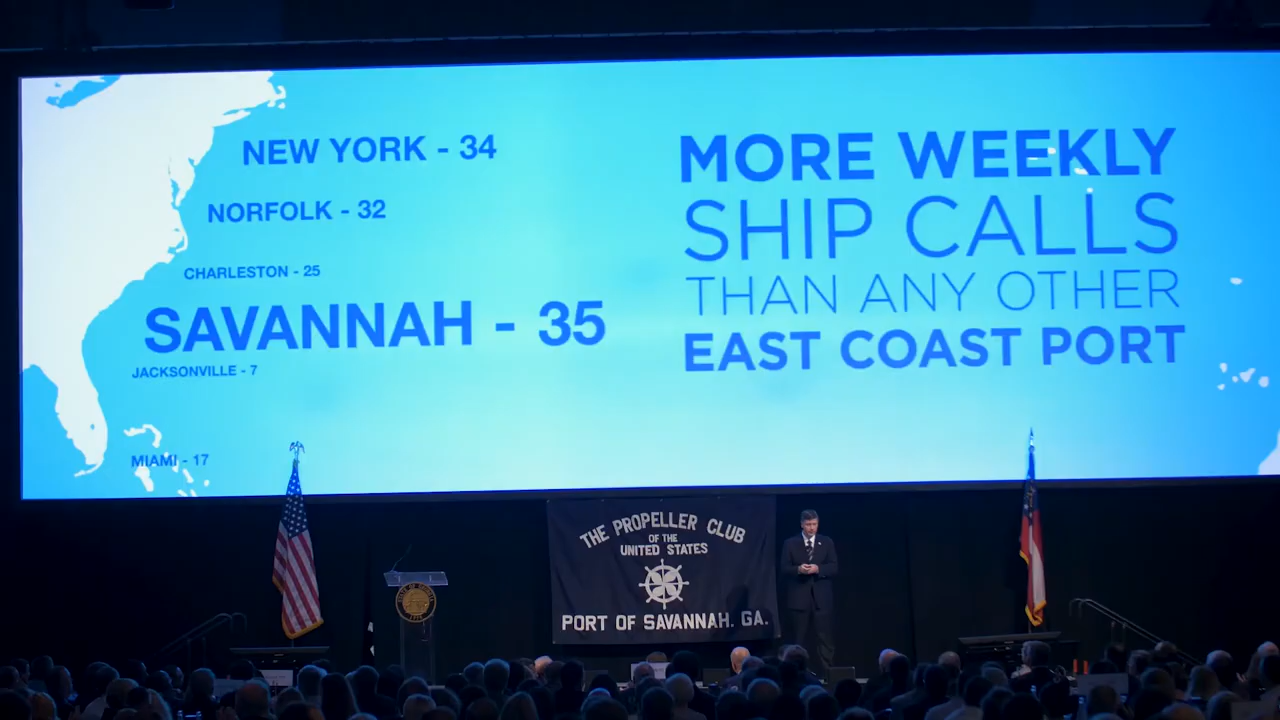 NEW YORK - 34
NORFOLK - 32
CHARLESTON - 25
SAVANNAH - 35
JACKSONVILLE - 7
MIAMI - 17
MORE WEEKLY
SHIP CALLS
THAN ANY OTHER
EAST COAST PORT
THE PROPELLER CLUB
OF THE
UNITED STATES
PORT OF SAVANNAH. GA.